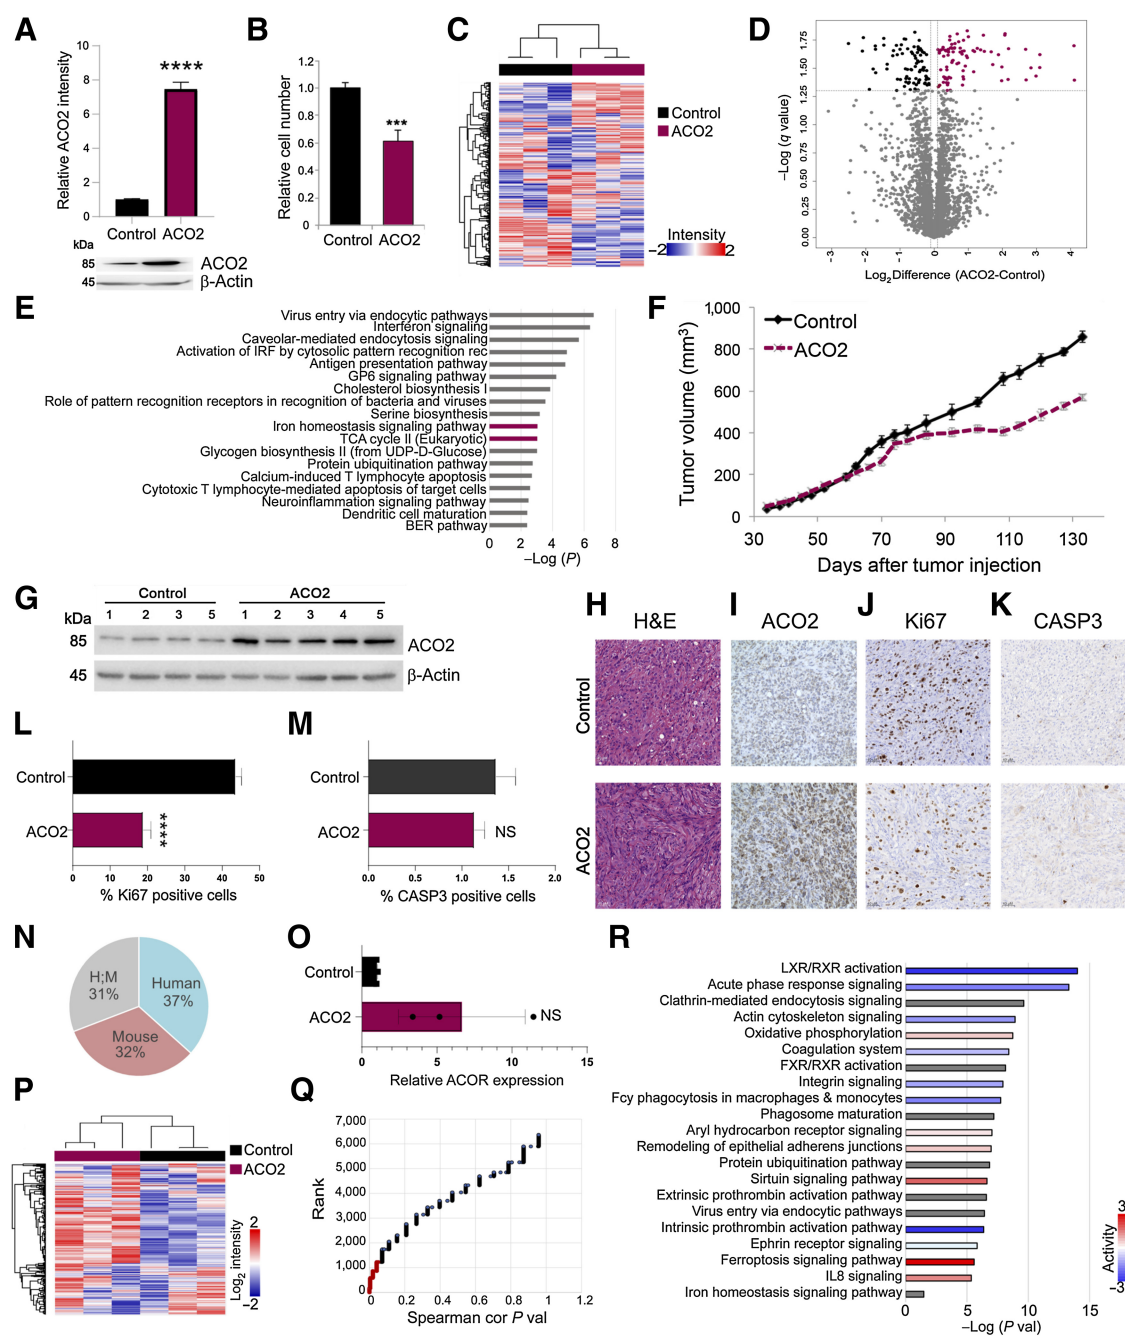 A
B
C
D
Relative ACO2 intensity
10
8
6
4
2
0
****
Control ACO2
kDa
85
ACO2
45
β-Actin
Relative cell number
1.2
1.0
0.8
0.6
0.4
0.2
0
***
Control ACO2
Control
ACO2
Intensity
−2
2
−Log (q value)
1.75
1.50
1.25
1.00
0.75
0.50
0.25
0.00
−3
−2
−1
0
1
2
3
4
Log2Difference (ACO2-Control)
E
Virus entry via endocytic pathways
Interferon signaling
Caveolar-mediated endocytosis signaling
Activation of IRF by cytosolic pattern recognition rec
Antigen presentation pathway
GP6 signaling pathway
Cholesterol biosynthesis I
Role of pattern recognition receptors in recognition of bacteria and viruses
Serine biosynthesis
Iron homeostasis signaling pathway
TCA cycle II (Eukaryotic)
Glycogen biosynthesis II (from UDP-D-Glucose)
Protein ubiquitination pathway
Calcium-induced T lymphocyte apoptosis
Cytotoxic T lymphocyte-mediated apoptosis of target cells
Neuroinflammation signaling pathway
Dendritic cell maturation
BER pathway
0 2 4 6 8
−Log (P)
F
Tumor volume (mm3)
1,000
800
600
400
200
0
Control
ACO2
30 50 70 90 110 130
Days after tumor injection
G
Control
ACO2
kDa
1 2 3 5 1 2 3 4 5
85
ACO2
45
β-Actin
H
I
J
K
H&E
ACO2
Ki67
CASP3
Control
ACO2
L
Control
ACO2
****
0 10 20 30 40 50
% Ki67 positive cells
M
Control
ACO2
NS
0.0 0.5 1.0 1.5 2.0
% CASP3 positive cells
N
H;M
31%
Human
37%
Mouse
32%
O
Control
ACO2
NS
0 5 10 15
Relative ACOR expression
P
Control
ACO2
Log2 intensity
2
−2
Q
Rank
7,000
6,000
5,000
4,000
3,000
2,000
1,000
0
0 0.2 0.4 0.6 0.8 1 1.2
Spearman cor P val
R
LXR/RXR activation
Acute phase response signaling
Clathrin-mediated endocytosis signaling
Actin cytoskeleton signaling
Oxidative phosphorylation
Coagulation system
FXR/RXR activation
Integrin signaling
Fcy phagocytosis in macrophages & monocytes
Phagosome maturation
Aryl hydrocarbon receptor signaling
Remodeling of epithelial adherens junctions
Protein ubiquitination pathway
Sirtuin signaling pathway
Extrinsic prothrombin activation pathway
Virus entry via endocytic pathways
Intrinsic prothrombin activation pathway
Ephrin receptor signaling
Ferroptosis signaling pathway
IL8 signaling
Iron homeostasis signaling pathway
0 5 10 15
−Log (P val)
Activity
3
−3